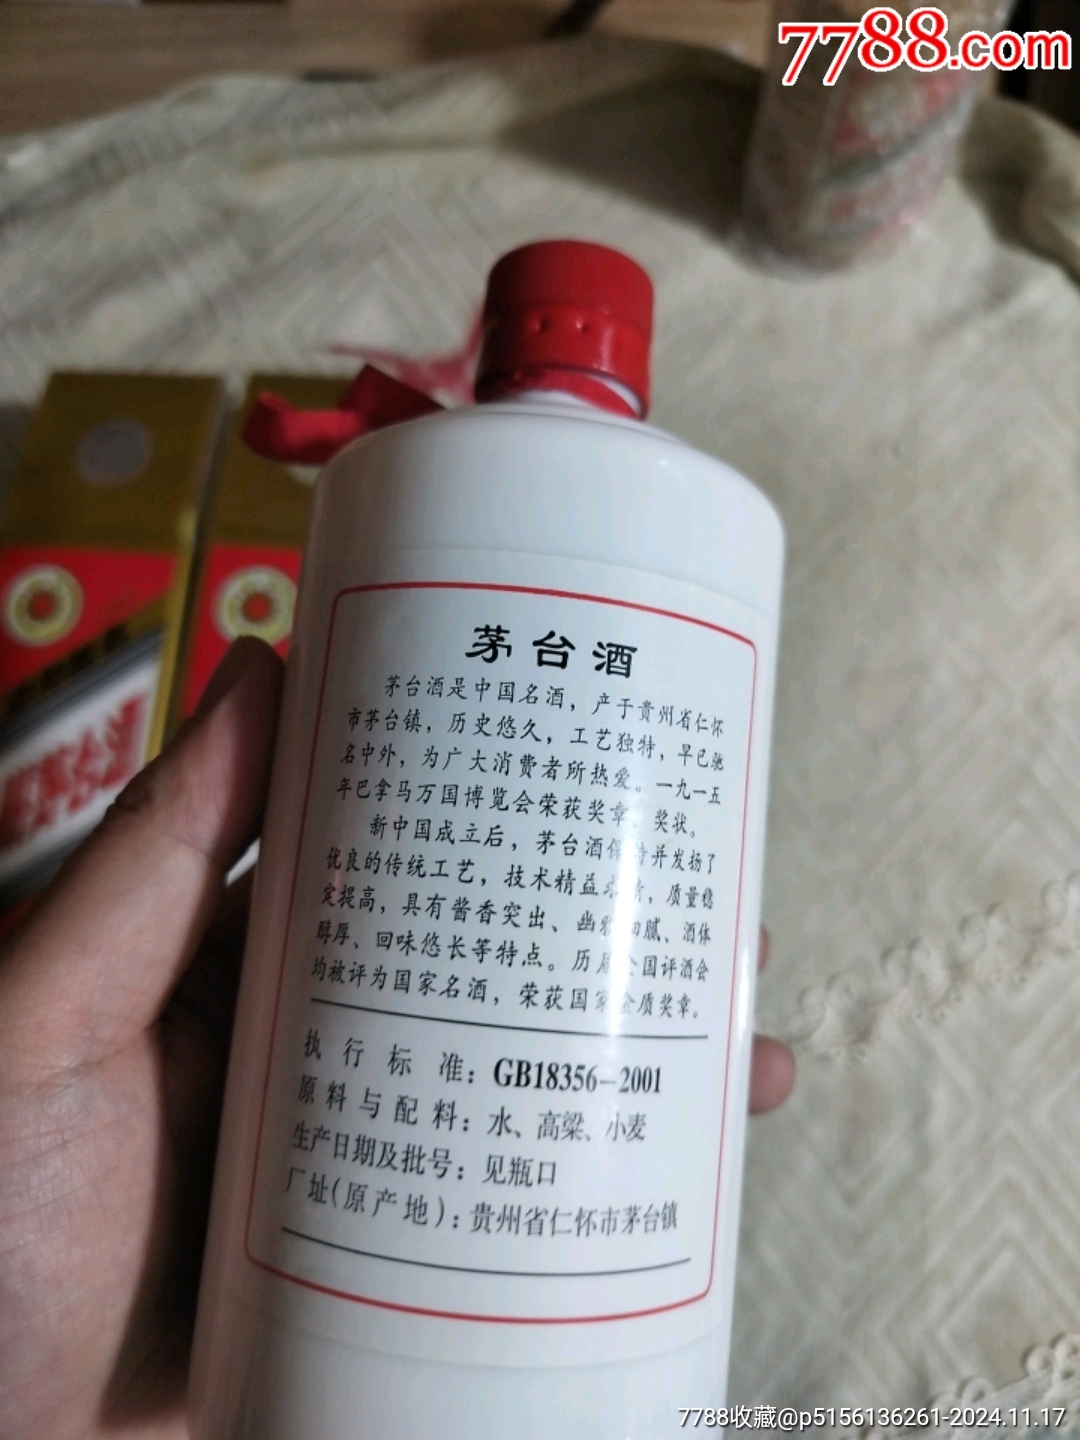 7788.com
茅台酒
茅台酒是中国名酒，产于贵州省仁怀
市茅台镇，历史悠久，工艺独特，早已驰
名中外，为广大消费者所热爱。一九一五
年巴拿马万国博览会荣获奖章、奖状。
新中国成立后，茅台酒保持并发扬了
优良的传统工艺，技术精益求精，质量稳
定提高，具有酱香突出、幽雅细腻、酒体
醇厚、回味悠长等特点。历届全国评酒会
均被评为国家名酒，荣获国家金质奖章。
执行标准：GB18356-2001
原料与配料：水、高粱、小麦
生产日期及批号：见瓶口
厂址(原产地)：贵州省仁怀市茅台镇
7788收藏@p5156136261-2024.11.17